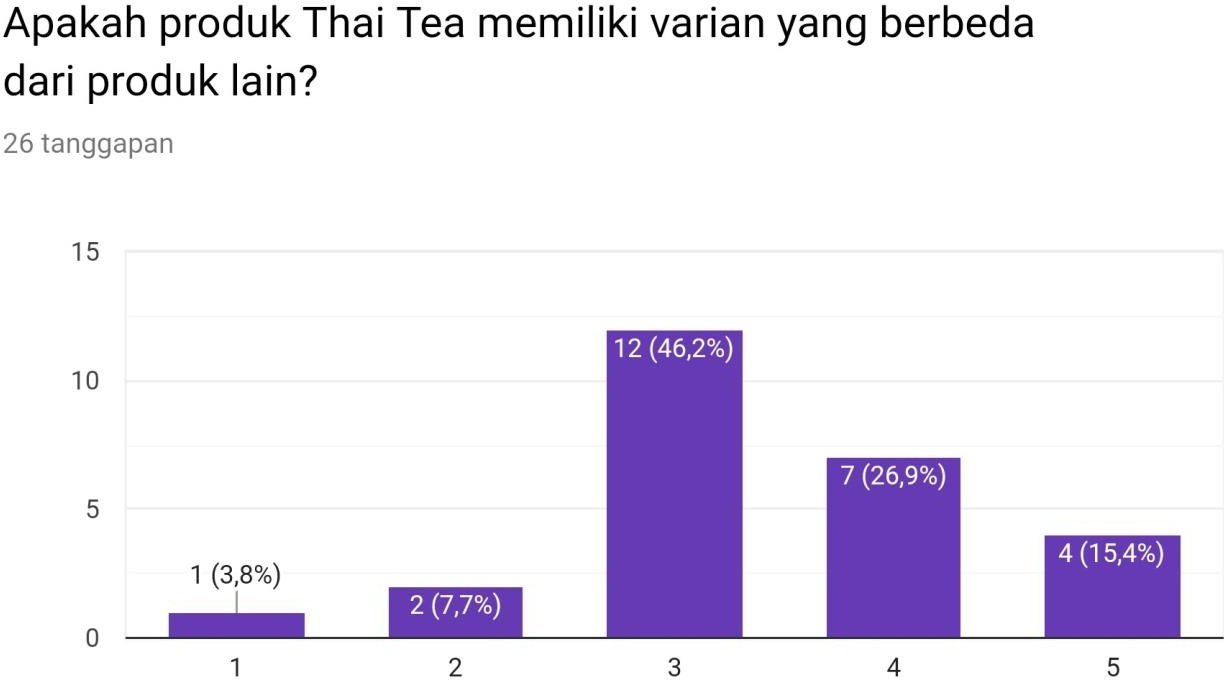 Apakah produk Thai Tea memiliki varian yang berbeda
dari produk lain?
26 tanggapan
15
10
5
0
1 (3,8%)
2 (7,7%)
12 (46,2%)
7 (26,9%)
4 (15,4%)
1 2 3 4 5